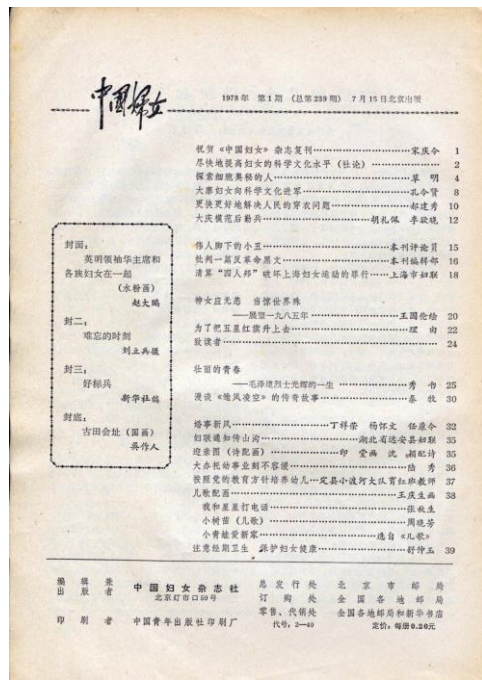 中国妇女
1978年 第1期 (总第239期) 7月15日北京出版
祝贺《中国妇女》杂志复刊……宋庆令 1
尽快地提高妇女的科学文化水平(社论)……2
探索细胞奥秘的人……草 明 4
大寨妇女向科学文化进军……孔令贤 8
更快更好地解决人民的穿衣问题……郝建秀 10
大庆模范后勤兵……胡礼佩 李敬晓 12
伟人脚下的小丑……本刊评论员 15
批判一篇反革命黑文……本刊编辑部 16
清算“四人邦”破坏上海妇女运动的罪行……上海市妇联 18
神女应无恙 当惊世界殊
——展望一九八五年……王国伦绘 20
为了把五星红旗升上去……理 由 22
致读者……24
壮丽的青春
——毛泽建烈士光辉的一生……秀 书 25
漫谈《雏凤凌空》的传奇故事……秦 牧 30
婚事新风……丁祥荣 杨怀文 任康今 32
妇联通知传山沟……湖北省远安县妇联 35
迎亲图(诗配画)……印 堂画 沈 颖插诗 35
大办托幼事业刻不容缓……陆 秀 36
按照党的教育方针培养幼儿…定县小渡河大队育红班教师 37
儿歌配画……王庆生画 38
我和星星打电话……张秋生
小树苗(儿歌)……周晓芳
小青蛙爱新家……选自《儿歌》
注意经期卫生 保护妇女健康……舒侍玉 39
封面:
英明领袖华主席和
各族妇女在一起
(水粉画)
赵大鹏
封二:
难忘的时刻
刘立兵摄
封三:
好标兵
新华社稿
封底:
古田会址(国画)
吴作人
编辑兼出版者 中国妇女杂志社
北京灯市口50号
印刷者 中国青年出版社印刷厂
总发行处 北京市邮局
订购处 全国各地邮局
零售、代销处 全国各地邮局和新华书店
代号:2—40 定价:每册0.20元